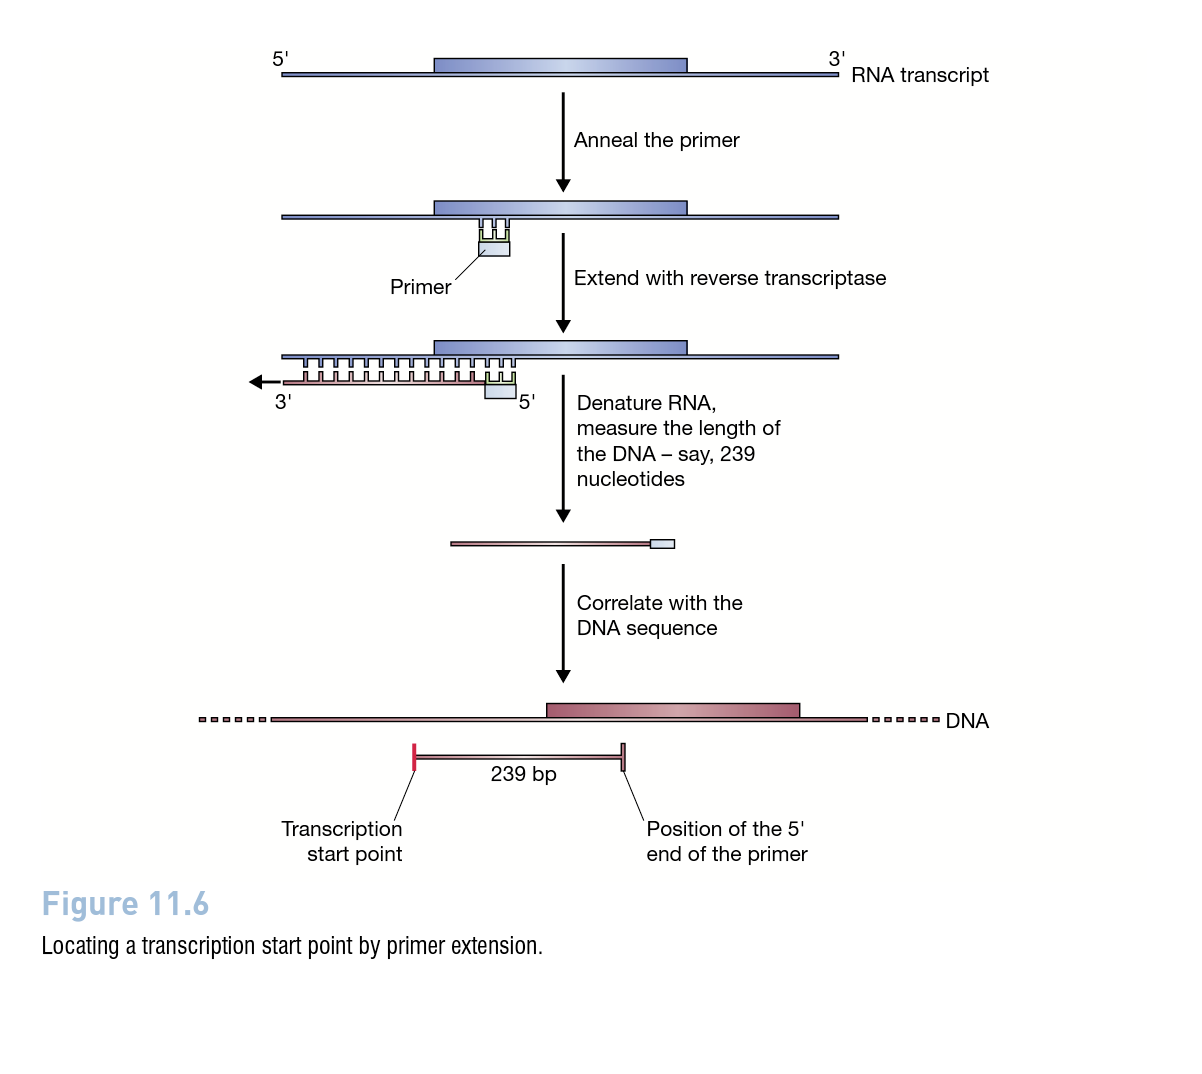 5'
3'
RNA transcript
Anneal the primer
Primer
Extend with reverse transcriptase
3'
5'
Denature RNA,
measure the length of
the DNA – say, 239
nucleotides
Correlate with the
DNA sequence
DNA
239 bp
Transcription
start point
Position of the 5'
end of the primer
Figure 11.6
Locating a transcription start point by primer extension.